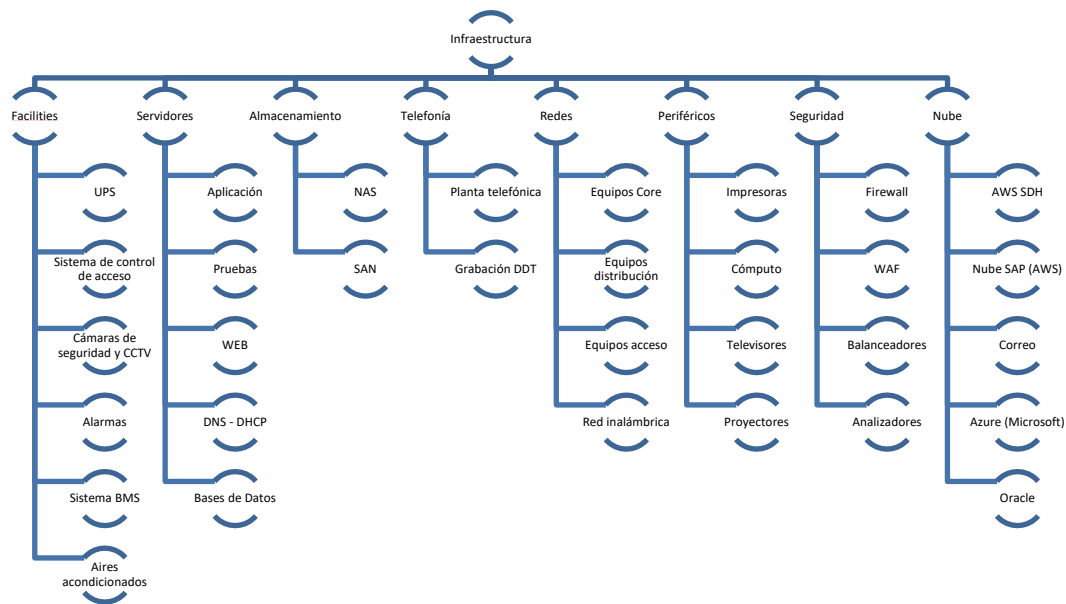 Infraestructura
Facilities
Servidores
Almacenamiento
Telefonía
Redes
Periféricos
Seguridad
Nube
UPS
Aplicación
NAS
Planta telefónica
Equipos Core
Impresoras
Firewall
AWS SDH
Sistema de control
de acceso
Pruebas
SAN
Grabación DDT
Equipos
distribución
Cómputo
WAF
Nube SAP (AWS)
Cámaras de
seguridad y CCTV
WEB
Equipos acceso
Televisores
Balanceadores
Correo
Alarmas
DNS - DHCP
Red inalámbrica
Proyectores
Analizadores
Azure (Microsoft)
Sistema BMS
Bases de Datos
Oracle
Aires
acondicionados